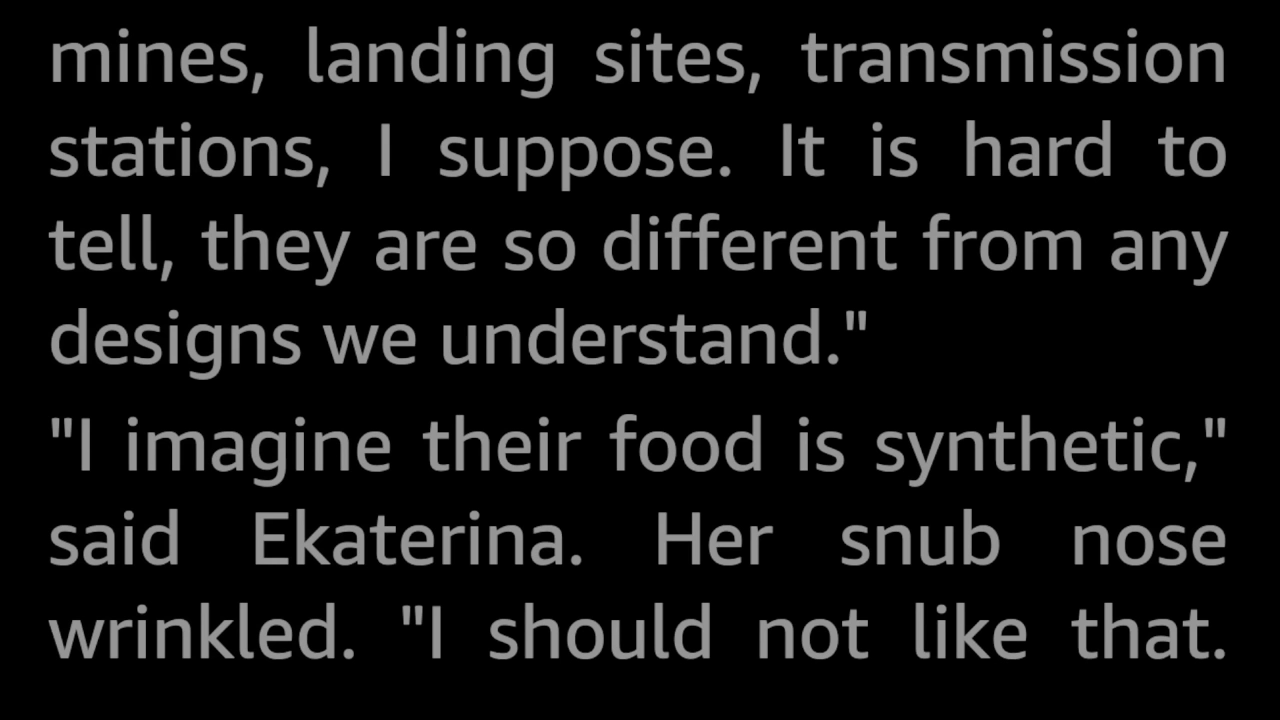 mines, landing sites, transmission
stations, I suppose. It is hard to
tell, they are so different from any
designs we understand."
"I imagine their food is synthetic,"
said Ekaterina. Her snub nose
wrinkled. "I should not like that.